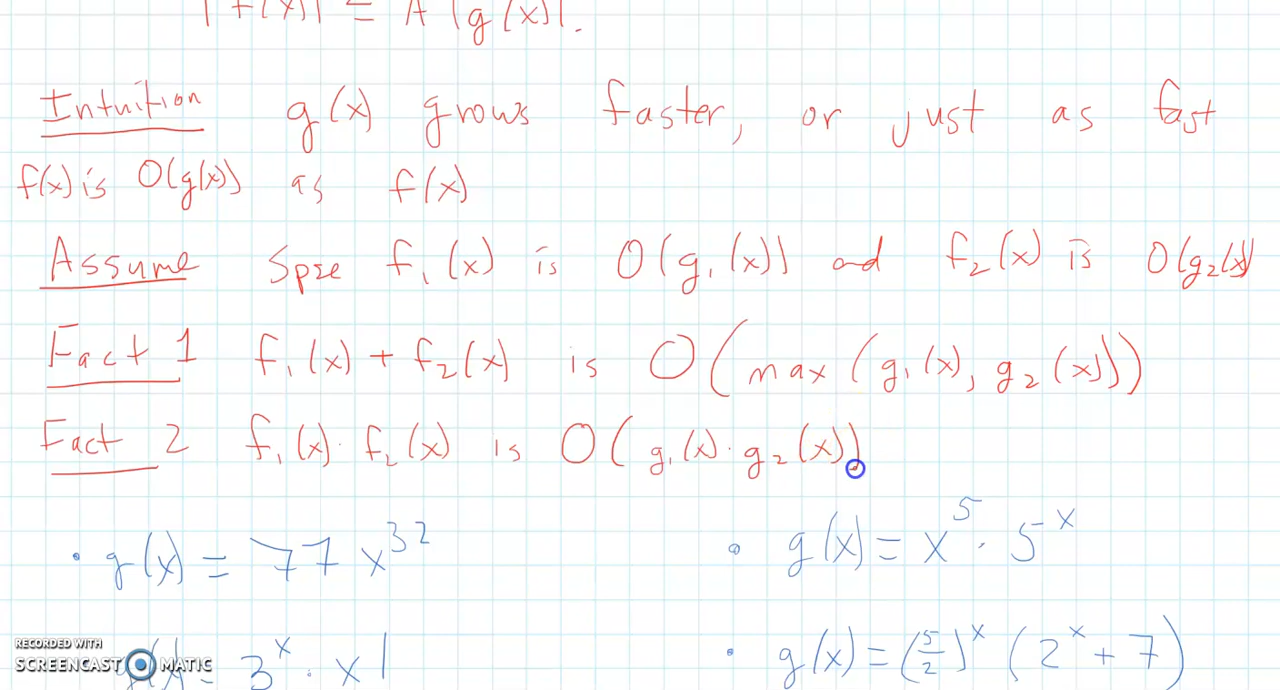 |f(x)| ≤ A |g(x)|.
Intuition g(x) grows faster, or just as fast
f(x) is O(g(x)) as f(x)
Assume Spse f₁(x) is O(g₁(x)) and f₂(x) is O(g₂(x)
Fact 1 f₁(x) + f₂(x) is O(max(g₁(x), g₂(x)))
Fact 2 f₁(x) · f₂(x) is O(g₁(x) · g₂(x))
• g(x) = 77 x³²
• g(x) = x⁵ · 5ˣ
g(x) = 3ˣ · x
• g(x) = (5/2)ˣ (2ˣ + 7)
RECORDED WITH
SCREENCAST MATIC